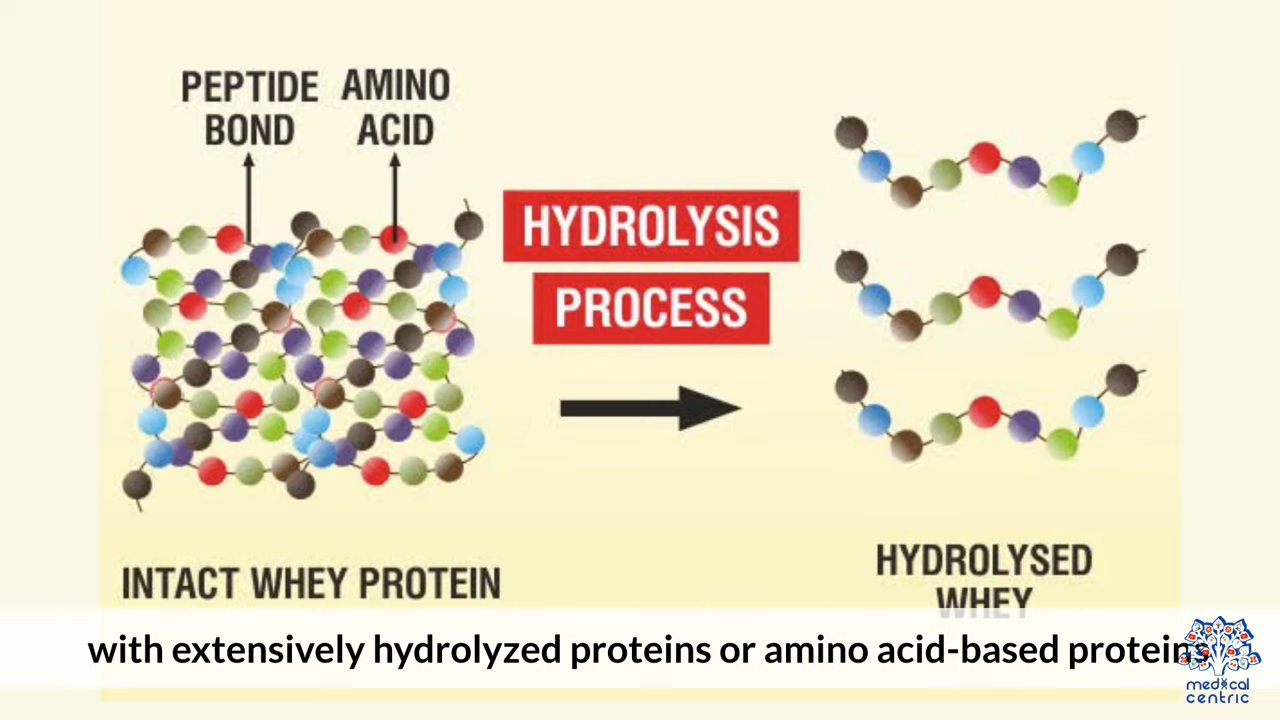 PEPTIDE BOND
AMINO ACID
HYDROLYSIS
PROCESS
INTACT WHEY PROTEIN
HYDROLYSED
WHEY
with extensively hydrolyzed proteins or amino acid-based proteins
medical
centric